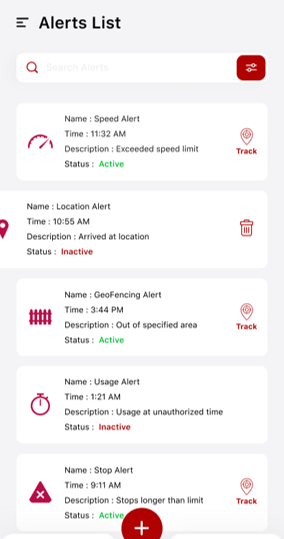 Alerts List
Search Alerts
Name : Speed Alert
Time : 11:32 AM
Description : Exceeded speed limit
Status : Active
Track
Name : Location Alert
Time : 10:55 AM
Description : Arrived at location
Status : Inactive
Name : GeoFencing Alert
Time : 3:44 PM
Description : Out of specified area
Status : Active
Track
Name : Usage Alert
Time : 1:21 AM
Description : Usage at unauthorized time
Status : Inactive
Name : Stop Alert
Time : 9:11 AM
Description : Stops longer than limit
Status : Active
Track